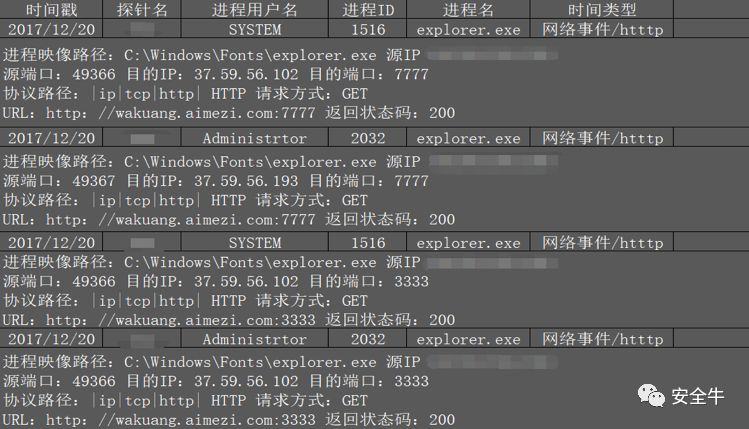 时间戳 探针名 进程用户名 进程ID 进程名 时间类型
2017/12/20 SYSTEM 1516 explorer.exe 网络事件/htttp
进程映像路径：C:\Windows\Fonts\explorer.exe 源IP
源端口：49366 目的IP：37.59.56.102 目的端口：7777
协议路径：|ip|tcp|http| HTTP 请求方式：GET
URL：http：//wakuang.aimezi.com:7777 返回状态码：200
2017/12/20 Administrtor 2032 explorer.exe 网络事件/htttp
进程映像路径：C:\Windows\Fonts\explorer.exe 源IP
源端口：49367 目的IP：37.59.56.193 目的端口：7777
协议路径：|ip|tcp|http| HTTP 请求方式：GET
URL：http：//wakuang.aimezi.com:7777 返回状态码：200
2017/12/20 SYSTEM 1516 explorer.exe 网络事件/htttp
进程映像路径：C:\Windows\Fonts\explorer.exe 源IP
源端口：49366 目的IP：37.59.56.102 目的端口：3333
协议路径：|ip|tcp|http| HTTP 请求方式：GET
URL：http：//wakuang.aimezi.com:3333 返回状态码：200
2017/12/20 Administrtor 2032 explorer.exe 网络事件/htttp
进程映像路径：C:\Windows\Fonts\explorer.exe 源IP
源端口：49366 目的IP：37.59.56.102 目的端口：3333
协议路径：|ip|tcp|http| HTTP 请求方式：GET
URL：http：//wakuang.aimezi.com:3333 返回状态码：200
安全牛